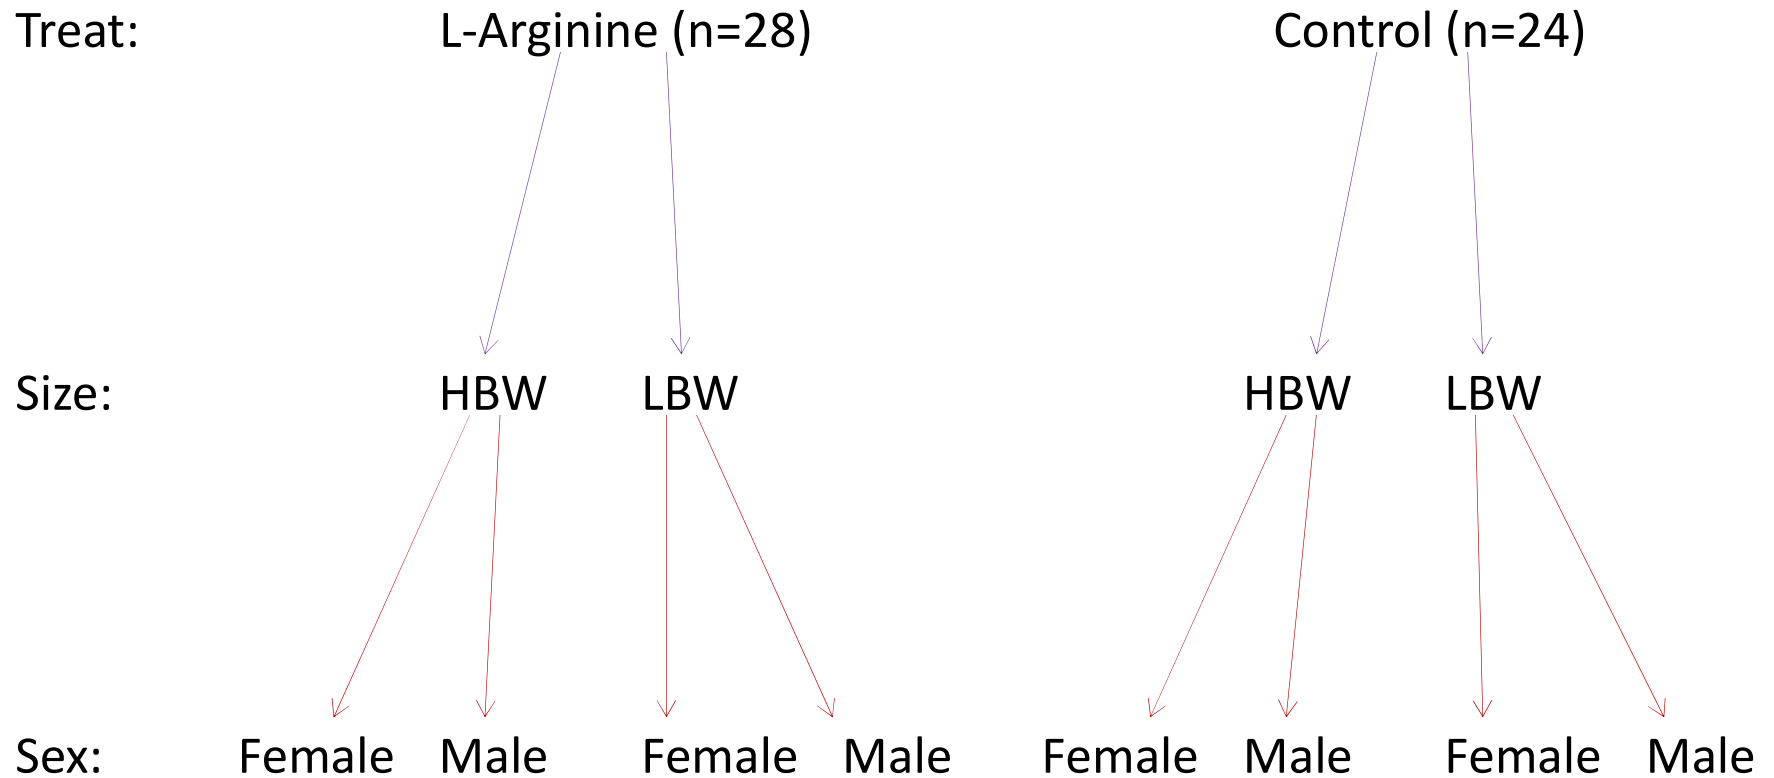 Treat: L-Arginine (n=28) Control (n=24)
Size: HBW LBW HBW LBW
Sex: Female Male Female Male Female Male Female Male